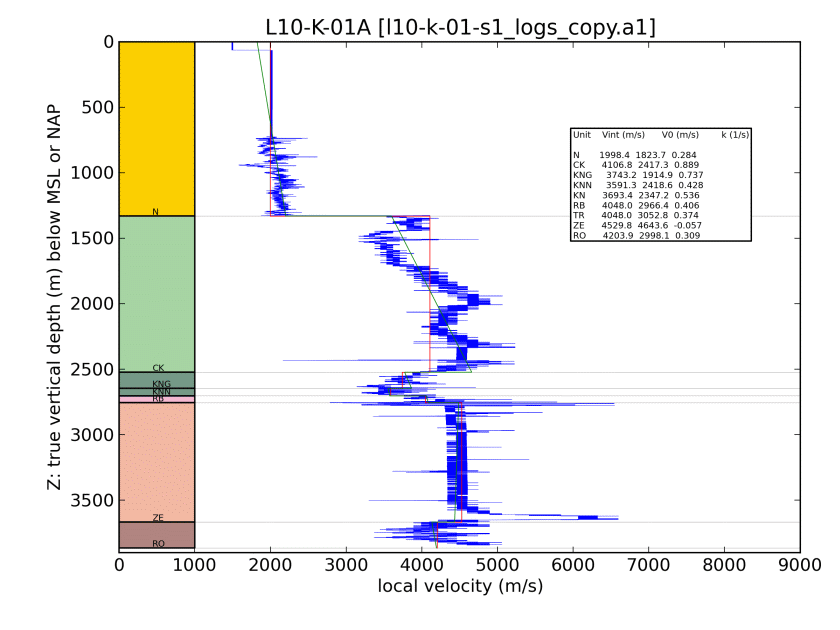 L10-K-01A [l10-k-01-s1_logs_copy.a1]
0
500
1000
1500
2000
2500
3000
3500
Z: true vertical depth (m) below MSL or NAP
Unit Vint (m/s) V0 (m/s) k (1/s)
N 1998.4 1823.7 0.284
CK 4106.8 2417.3 0.889
KNG 3743.2 1914.9 0.737
KNN 3591.3 2418.6 0.428
KN 3693.4 2347.2 0.536
RB 4048.0 2966.4 0.406
TR 4048.0 3052.8 0.374
ZE 4529.8 4643.6 -0.057
RO 4203.9 2998.1 0.309
N
CK
KNG
KNN
RB
ZE
RO
0 1000 2000 3000 4000 5000 6000 7000 8000 9000
local velocity (m/s)